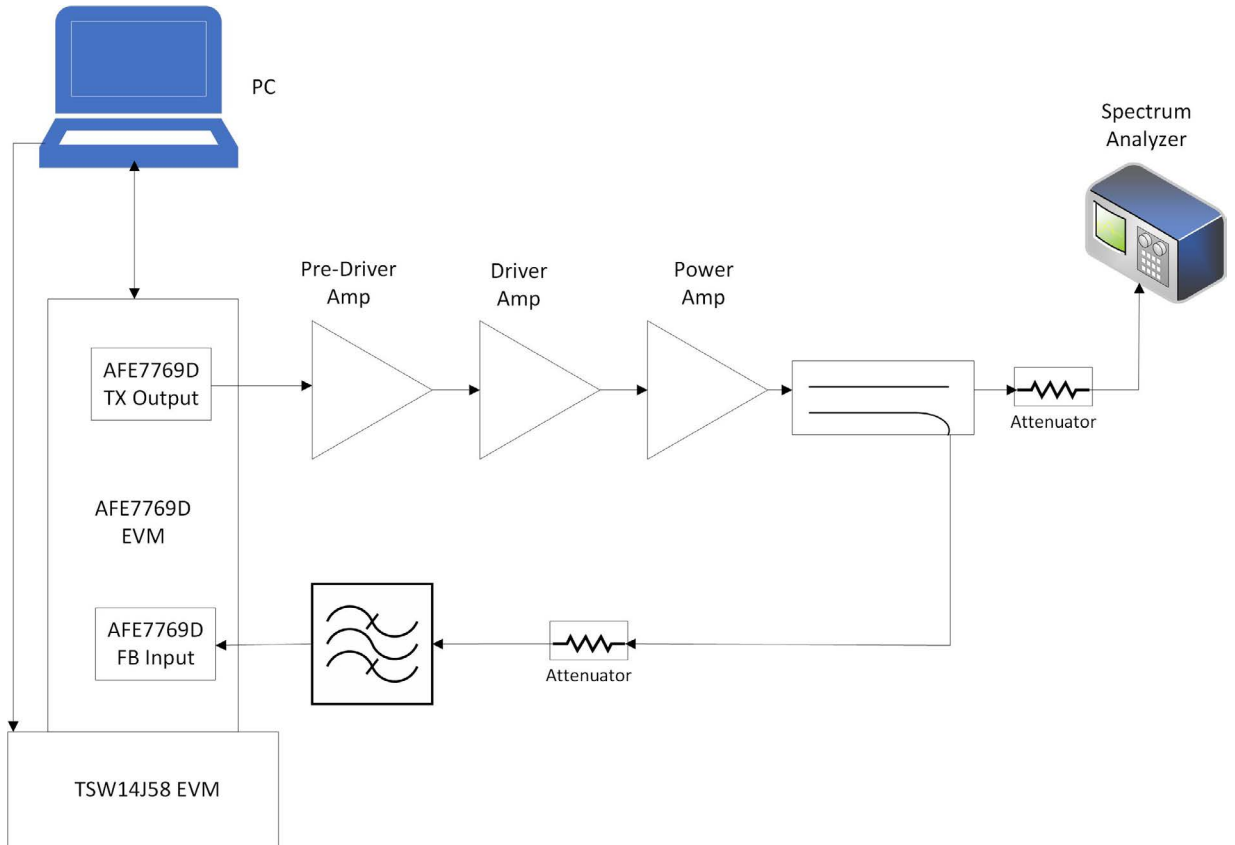 PC
Spectrum
Analyzer
Pre-Driver
Amp
Driver
Amp
Power
Amp
AFE7769D
TX Output
Attenuator
AFE7769D
EVM
AFE7769D
FB Input
Attenuator
TSW14J58 EVM